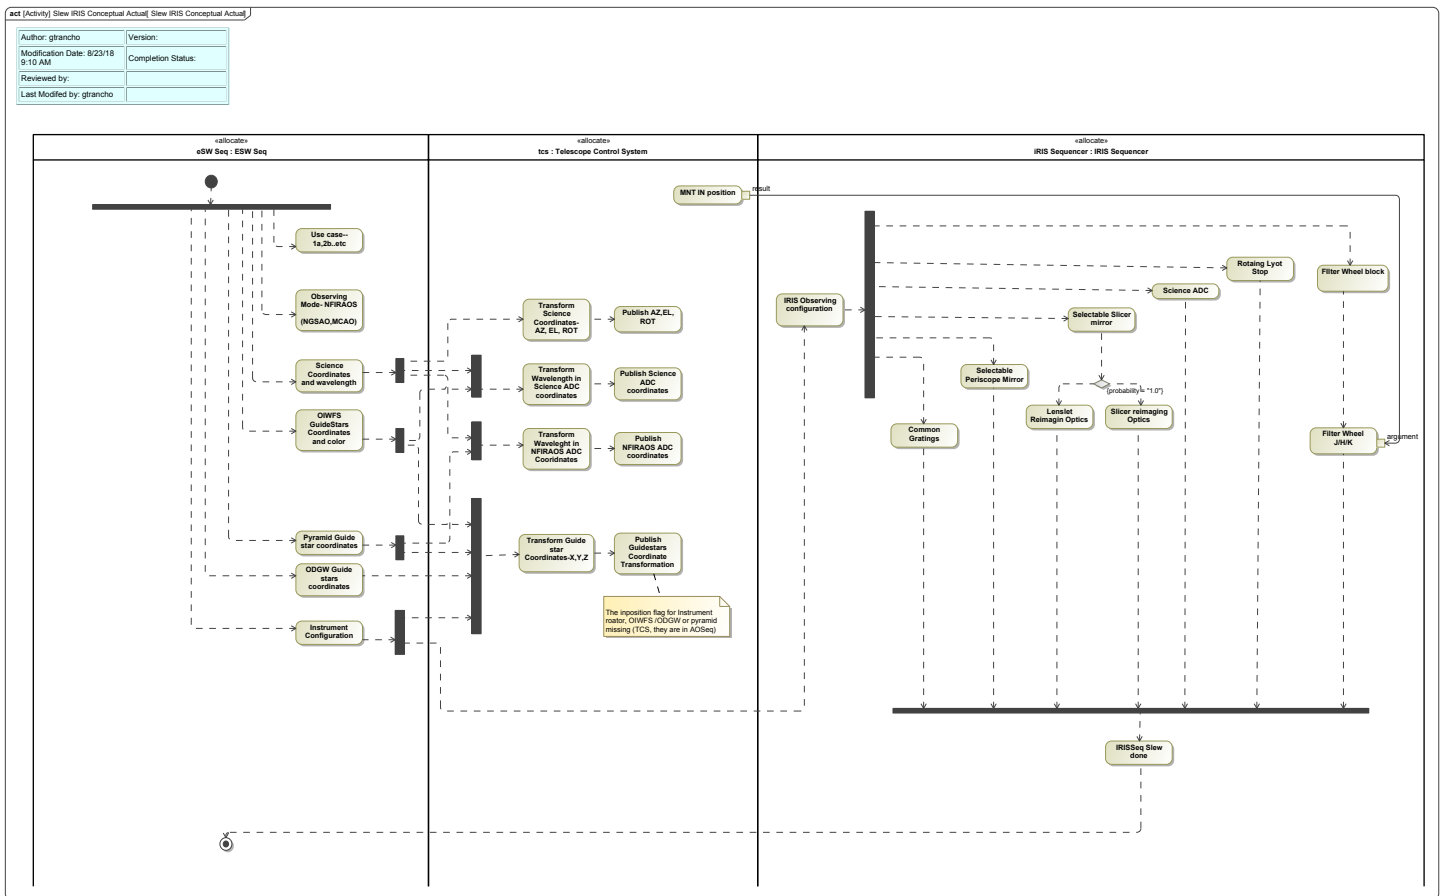 act [Activity] Slew IRIS Conceptual Actual[ Slew IRIS Conceptual Actual]
Author: gtrancho
Version:
Modification Date: 8/23/18
9:10 AM
Completion Status:
Reviewed by:
Last Modifed by: gtrancho
«allocate»
eSW Seq : ESW Seq
«allocate»
tcs : Telescope Control System
«allocate»
iRIS Sequencer : IRIS Sequencer
Use case--
1a,2b..etc
Observing
Mode- NFIRAOS
(NGSAO,MCAO)
Science
Coordinates
and wavelength
OIWFS
GuideStars
Coordinates
and color
Pyramid Guide
star coordinates
ODGW Guide
stars
coordinates
Instrument
Configuration
MNT IN position
result
Transform
Science
Coordinates-
AZ, EL, ROT
Publish AZ,EL,
ROT
Transform
Wavelength in
Science ADC
coordinates
Publish Science
ADC
coordinates
Transform
Waveleght in
NFIRAOS ADC
Cooridnates
Publish
NFIRAOS ADC
coordinates
Transform Guide
star
Coordinates-X,Y,Z
Publish
Guidestars
Coordinate
Transformation
The inposition flag for Instrument
roator, OIWFS /ODGW or pyramid
missing (TCS, they are in AOSeq)
IRIS Observing
configuration
Rotaing Lyot
Stop
FIlter Wheel block
Science ADC
Selectable Slicer
mirror
Selectable
Periscope Mirror
{probability= "1.0"}
Lenslet
Reimagin Optics
Slicer reimaging
Optics
Common
Gratings
Filter Wheel
J/H/K
argument
IRISSeq Slew
done